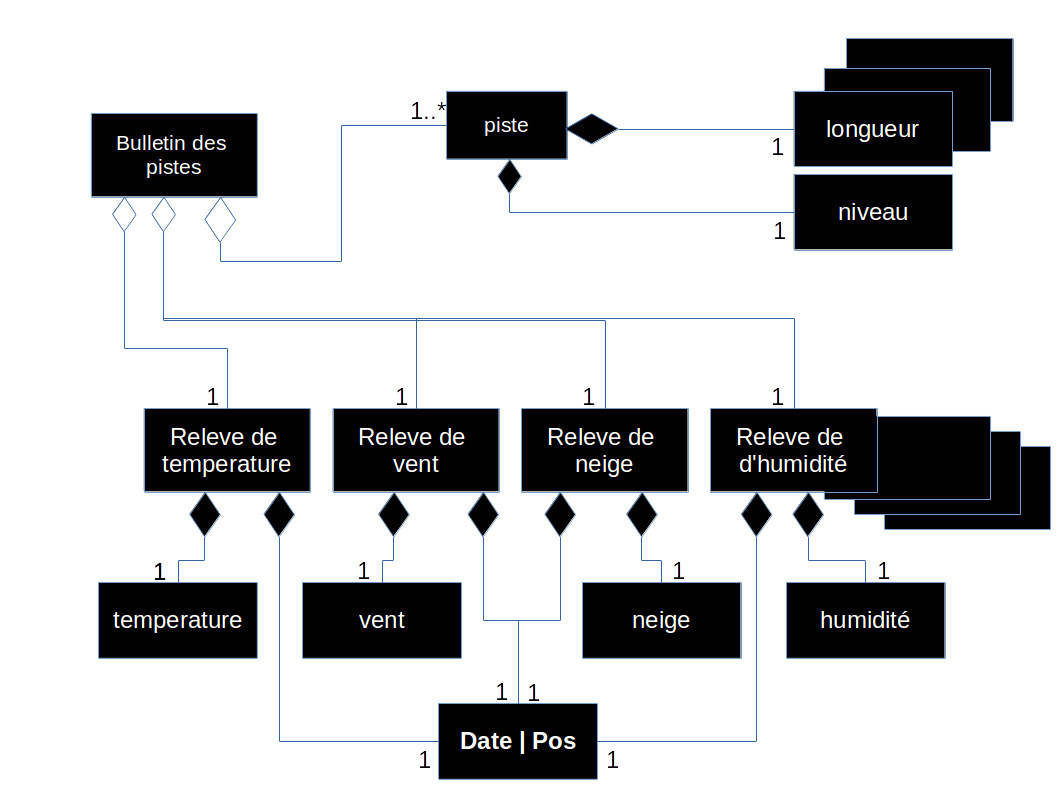 1..*
piste
Bulletin des
pistes
longueur
1
niveau
1
1
1
1
1
Releve de
temperature
Releve de
vent
Releve de
neige
Releve de
d'humidité
1
1
1
1
temperature
vent
neige
humidité
1
1
Date | Pos
1
1